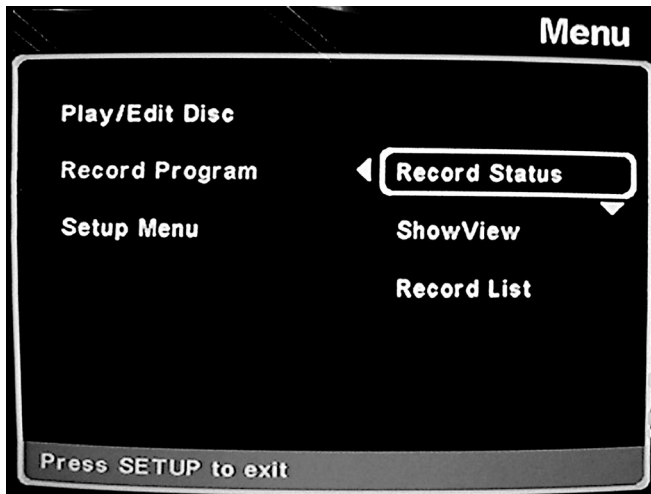 Menu
Play/Edit Disc
Record Program
Record Status
Setup Menu
ShowView
Record List
Press SETUP to exit